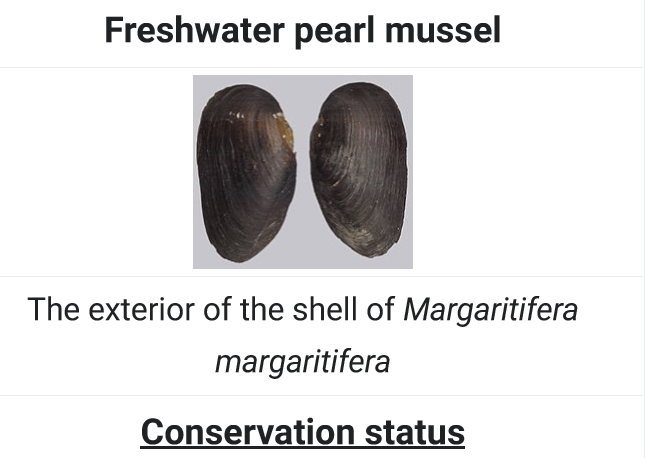 Freshwater pearl mussel
The exterior of the shell of Margaritifera
margaritifera
Conservation status